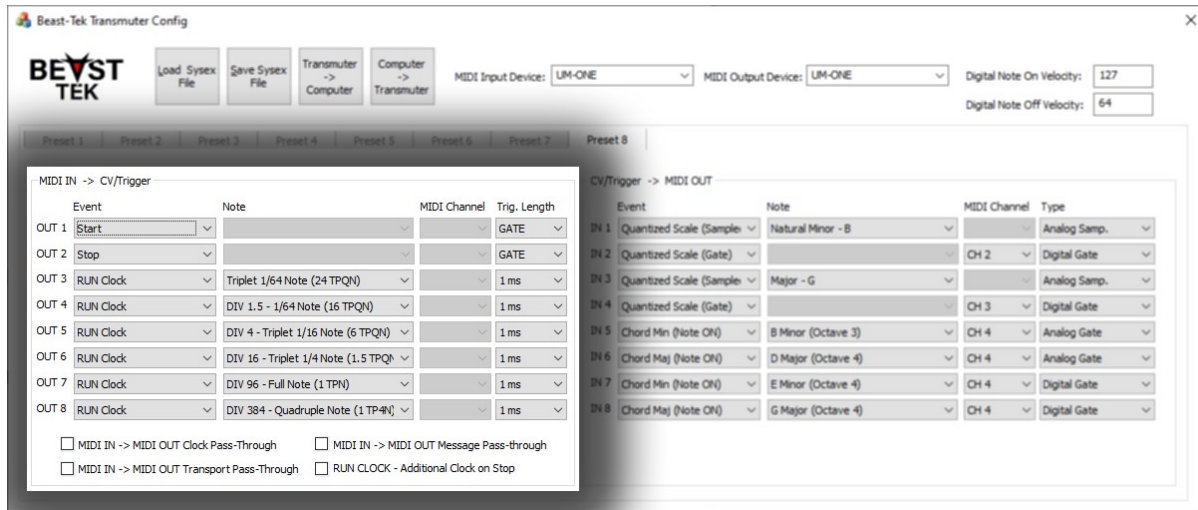 Beast-Tek Transmuter Config
BEAST TEK
Load Sysex File
Save Sysex File
Transmuter -> Computer
Computer -> Transmuter
MIDI Input Device: UM-ONE
MIDI Output Device: UM-ONE
Digital Note On Velocity: 127
Digital Note Off Velocity: 64
Preset 1 Preset 2 Preset 3 Preset 4 Preset 5 Preset 6 Preset 7 Preset 8
MIDI IN -> CV/Trigger
Event Note MIDI Channel Trig. Length
OUT 1 Start GATE
OUT 2 Stop GATE
OUT 3 RUN Clock Triplet 1/64 Note (24 TPQN) 1 ms
OUT 4 RUN Clock DIV 1.5 - 1/64 Note (16 TPQN) 1 ms
OUT 5 RUN Clock DIV 4 - Triplet 1/16 Note (6 TPQN) 1 ms
OUT 6 RUN Clock DIV 16 - Triplet 1/4 Note (1.5 TPQN 1 ms
OUT 7 RUN Clock DIV 96 - Full Note (1 TPN) 1 ms
OUT 8 RUN Clock DIV 384 - Quadruple Note (1 TP4N) 1 ms
MIDI IN -> MIDI OUT Clock Pass-Through
MIDI IN -> MIDI OUT Message Pass-through
MIDI IN -> MIDI OUT Transport Pass-Through
RUN CLOCK - Additional Clock on Stop
CV/Trigger -> MIDI OUT
Event Note MIDI Channel Type
IN 1 Quantized Scale (Sample Natural Minor - B Analog Samp.
IN 2 Quantized Scale (Gate) CH 2 Digital Gate
IN 3 Quantized Scale (Sample Major - G Analog Samp.
IN 4 Quantized Scale (Gate) CH 3 Digital Gate
IN 5 Chord Min (Note ON) B Minor (Octave 3) CH 4 Analog Gate
IN 6 Chord Maj (Note ON) D Major (Octave 4) CH 4 Analog Gate
IN 7 Chord Min (Note ON) E Minor (Octave 4) CH 4 Digital Gate
IN 8 Chord Maj (Note ON) G Major (Octave 4) CH 4 Digital Gate